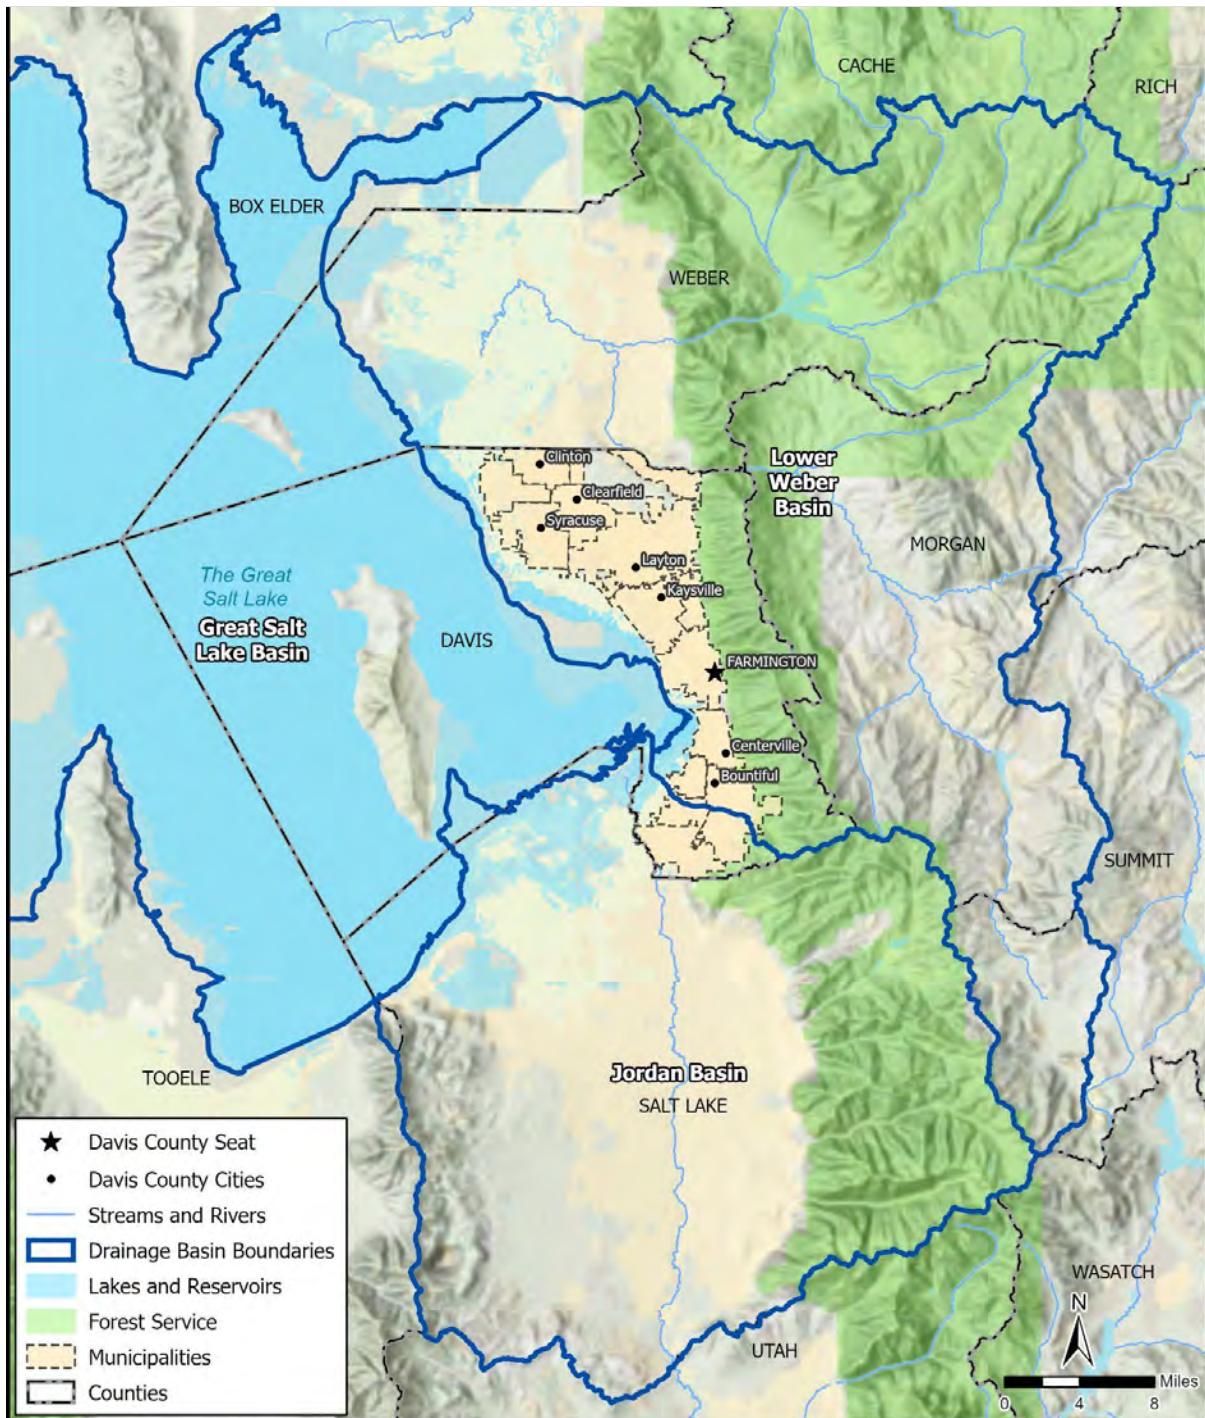 CACHE
RICH
BOX ELDER
WEBER
Clinton
Clearfield
Syracuse
Layton
Kaysville
Lower
Weber
Basin
MORGAN
The Great
Salt Lake
Great Salt
Lake Basin
DAVIS
FARMINGTON
Centerville
Bountiful
SUMMIT
Jordan Basin
SALT LAKE
TOOELE
WASATCH
UTAH
Davis County Seat
Davis County Cities
Streams and Rivers
Drainage Basin Boundaries
Lakes and Reservoirs
Forest Service
Municipalities
Counties
N
Miles
0 4 8